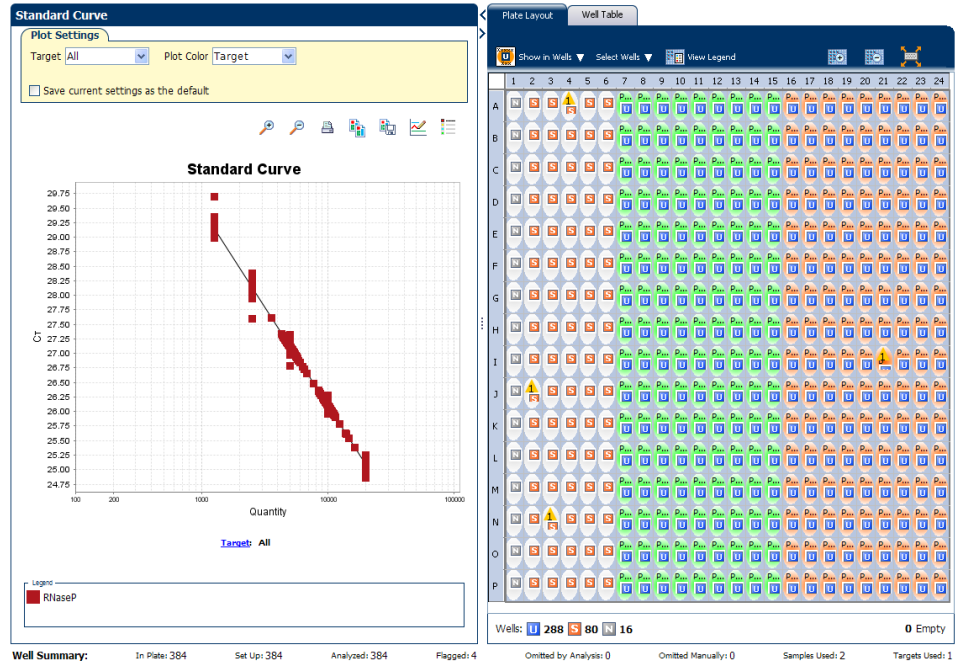 Standard Curve
Plot Settings
Target All Plot Color Target
Save current settings as the default
Standard Curve
29.75
29.50
29.25
29.00
28.75
28.50
28.25
28.00
27.75
27.50
27.25
27.00
26.75
26.50
26.25
26.00
25.75
25.50
25.25
25.00
24.75
CT
100 200 1000 10000 100000
Quantity
Target: All
Legend
RNaseP
Plate Layout Well Table
Show in Wells ▼ Select Wells ▼ View Legend
1 2 3 4 5 6 7 8 9 10 11 12 13 14 15 16 17 18 19 20 21 22 23 24
A N S S 1 S S S P... P... P... P... P... P... P... P... P... P... P... P... P... P... P... P... P... P... U U U U U U U U U U U U U U U U U U
B N S S S S S P... P... P... P... P... P... P... P... P... P... P... P... P... P... P... P... P... P... U U U U U U U U U U U U U U U U U U
C N S S S S S P... P... P... P... P... P... P... P... P... P... P... P... P... P... P... P... P... P... U U U U U U U U U U U U U U U U U U
D N S S S S S P... P... P... P... P... P... P... P... P... P... P... P... P... P... P... P... P... P... U U U U U U U U U U U U U U U U U U
E N S S S S S P... P... P... P... P... P... P... P... P... P... P... P... P... P... P... P... P... P... U U U U U U U U U U U U U U U U U U
F N S S S S S P... P... P... P... P... P... P... P... P... P... P... P... P... P... P... P... P... P... U U U U U U U U U U U U U U U U U U
G N S S S S S P... P... P... P... P... P... P... P... P... P... P... P... P... P... P... P... P... P... U U U U U U U U U U U U U U U U U U
H N S S S S S P... P... P... P... P... P... P... P... P... P... P... P... P... P... P... P... P... P... U U U U U U U U U U U U U U U U U U
I N S S S S S P... P... P... P... P... P... P... P... P... P... P... P... P... P... 1 P... P... P... U U U U U U U U U U U U U U U U U
J N 1 S S S S S P... P... P... P... P... P... P... P... P... P... P... P... P... P... P... P... P... P... U U U U U U U U U U U U U U U U U U
K N S S S S S P... P... P... P... P... P... P... P... P... P... P... P... P... P... P... P... P... P... U U U U U U U U U U U U U U U U U U
L N S S S S S P... P... P... P... P... P... P... P... P... P... P... P... P... P... P... P... P... P... U U U U U U U U U U U U U U U U U U
M N S S S S S P... P... P... P... P... P... P... P... P... P... P... P... P... P... P... P... P... P... U U U U U U U U U U U U U U U U U U
N N S 1 S S S S P... P... P... P... P... P... P... P... P... P... P... P... P... P... P... P... P... P... U U U U U U U U U U U U U U U U U U
O N S S S S S P... P... P... P... P... P... P... P... P... P... P... P... P... P... P... P... P... P... U U U U U U U U U U U U U U U U U U
P N S S S S S P... P... P... P... P... P... P... P... P... P... P... P... P... P... P... P... P... P... U U U U U U U U U U U U U U U U U U
Wells: U 288 S 80 N 16 0 Empty
Well Summary: In Plate: 384 Set Up: 384 Analyzed: 384 Flagged: 4 Omitted by Analysis: 0 Omitted Manually: 0 Samples Used: 2 Targets Used: 1